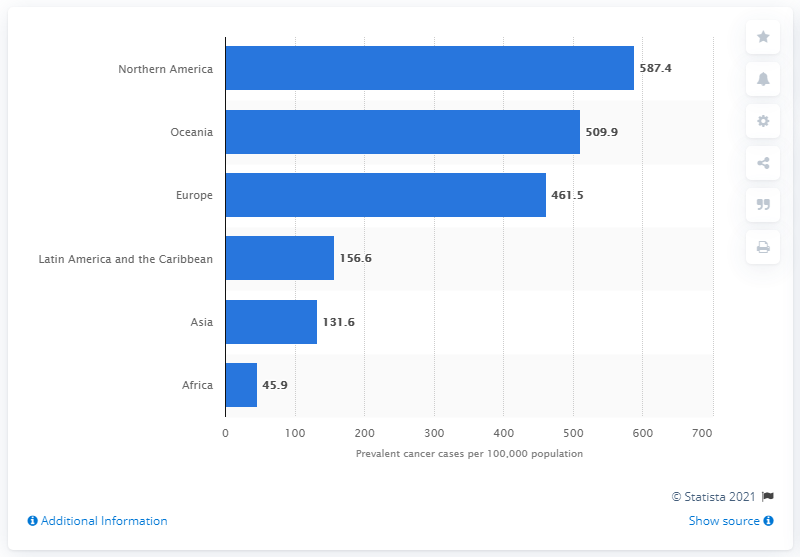 Northern America 587.4
Oceania 509.9
Europe 461.5
Latin America and the Caribbean 156.6
Asia 131.6
Africa 45.9
0 100 200 300 400 500 600 700
Prevalent cancer cases per 100,000 population
© Statista 2021
Additional Information
Show source